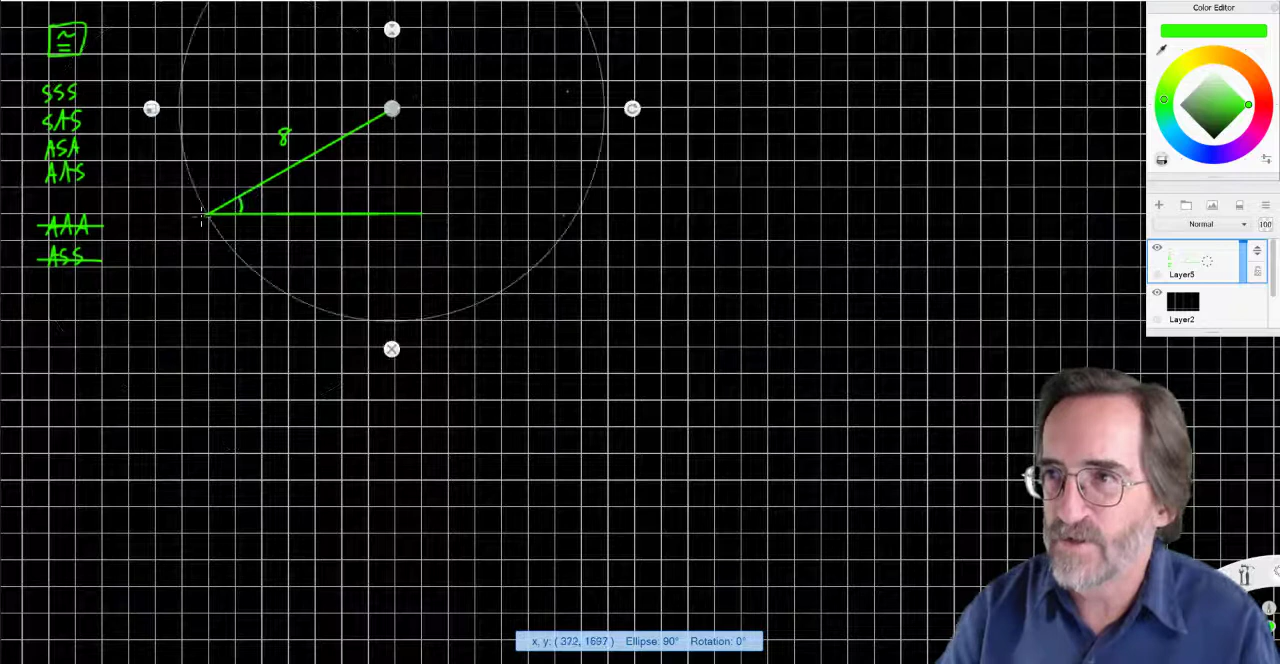 ≅
SSS
SAS
ASA
AAS
AAA
ASS
8
Color Editor
Normal
100
Layer5
Layer2
x, y: ( 372, 1697 ) Ellipse: 90° Rotation: 0°